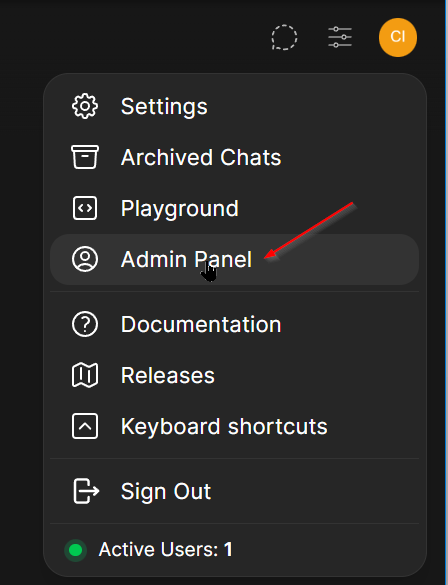 CI
Settings
Archived Chats
Playground
Admin Panel
Documentation
Releases
Keyboard shortcuts
Sign Out
Active Users: 1